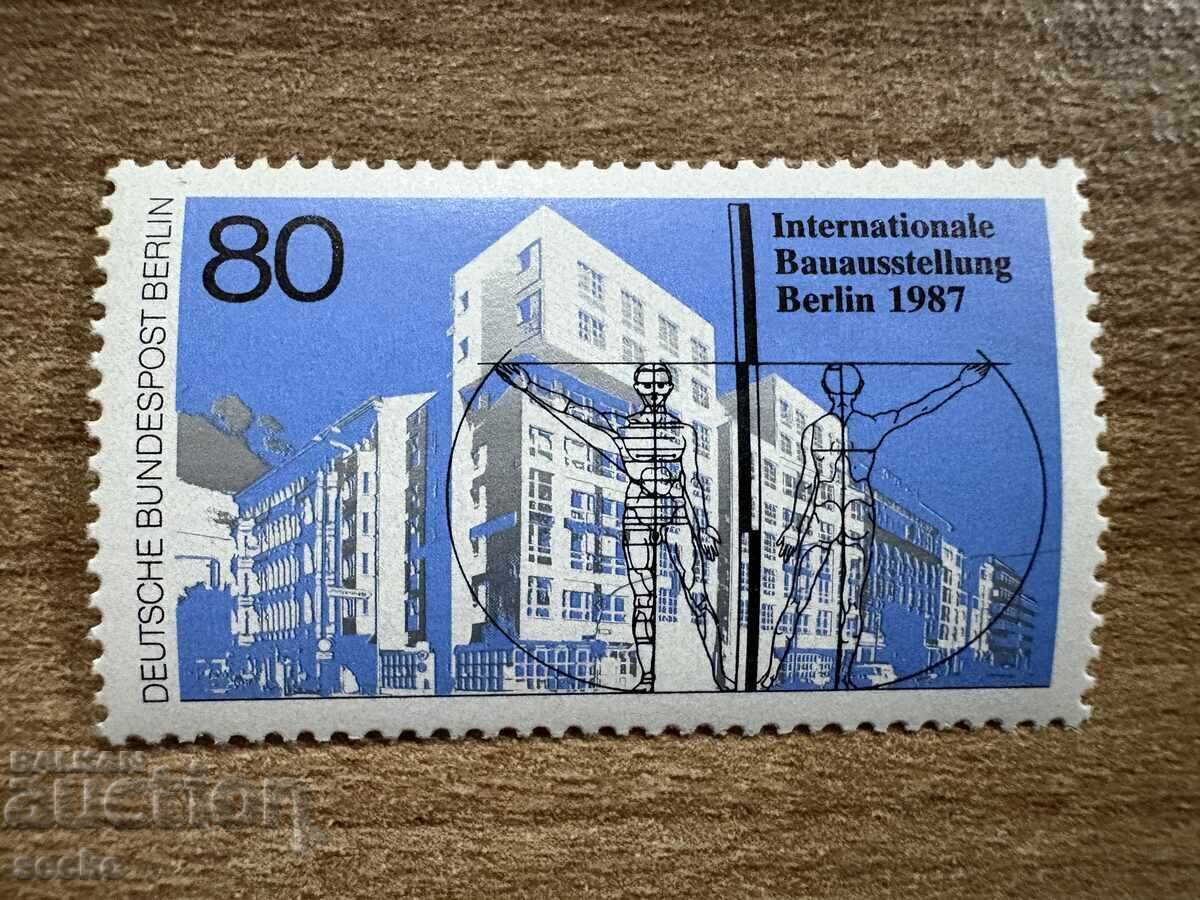 80
Internationale
Bauausstellung
Berlin 1987
DEUTSCHE BUNDESPOST BERLIN
BALKAN
auction
secko